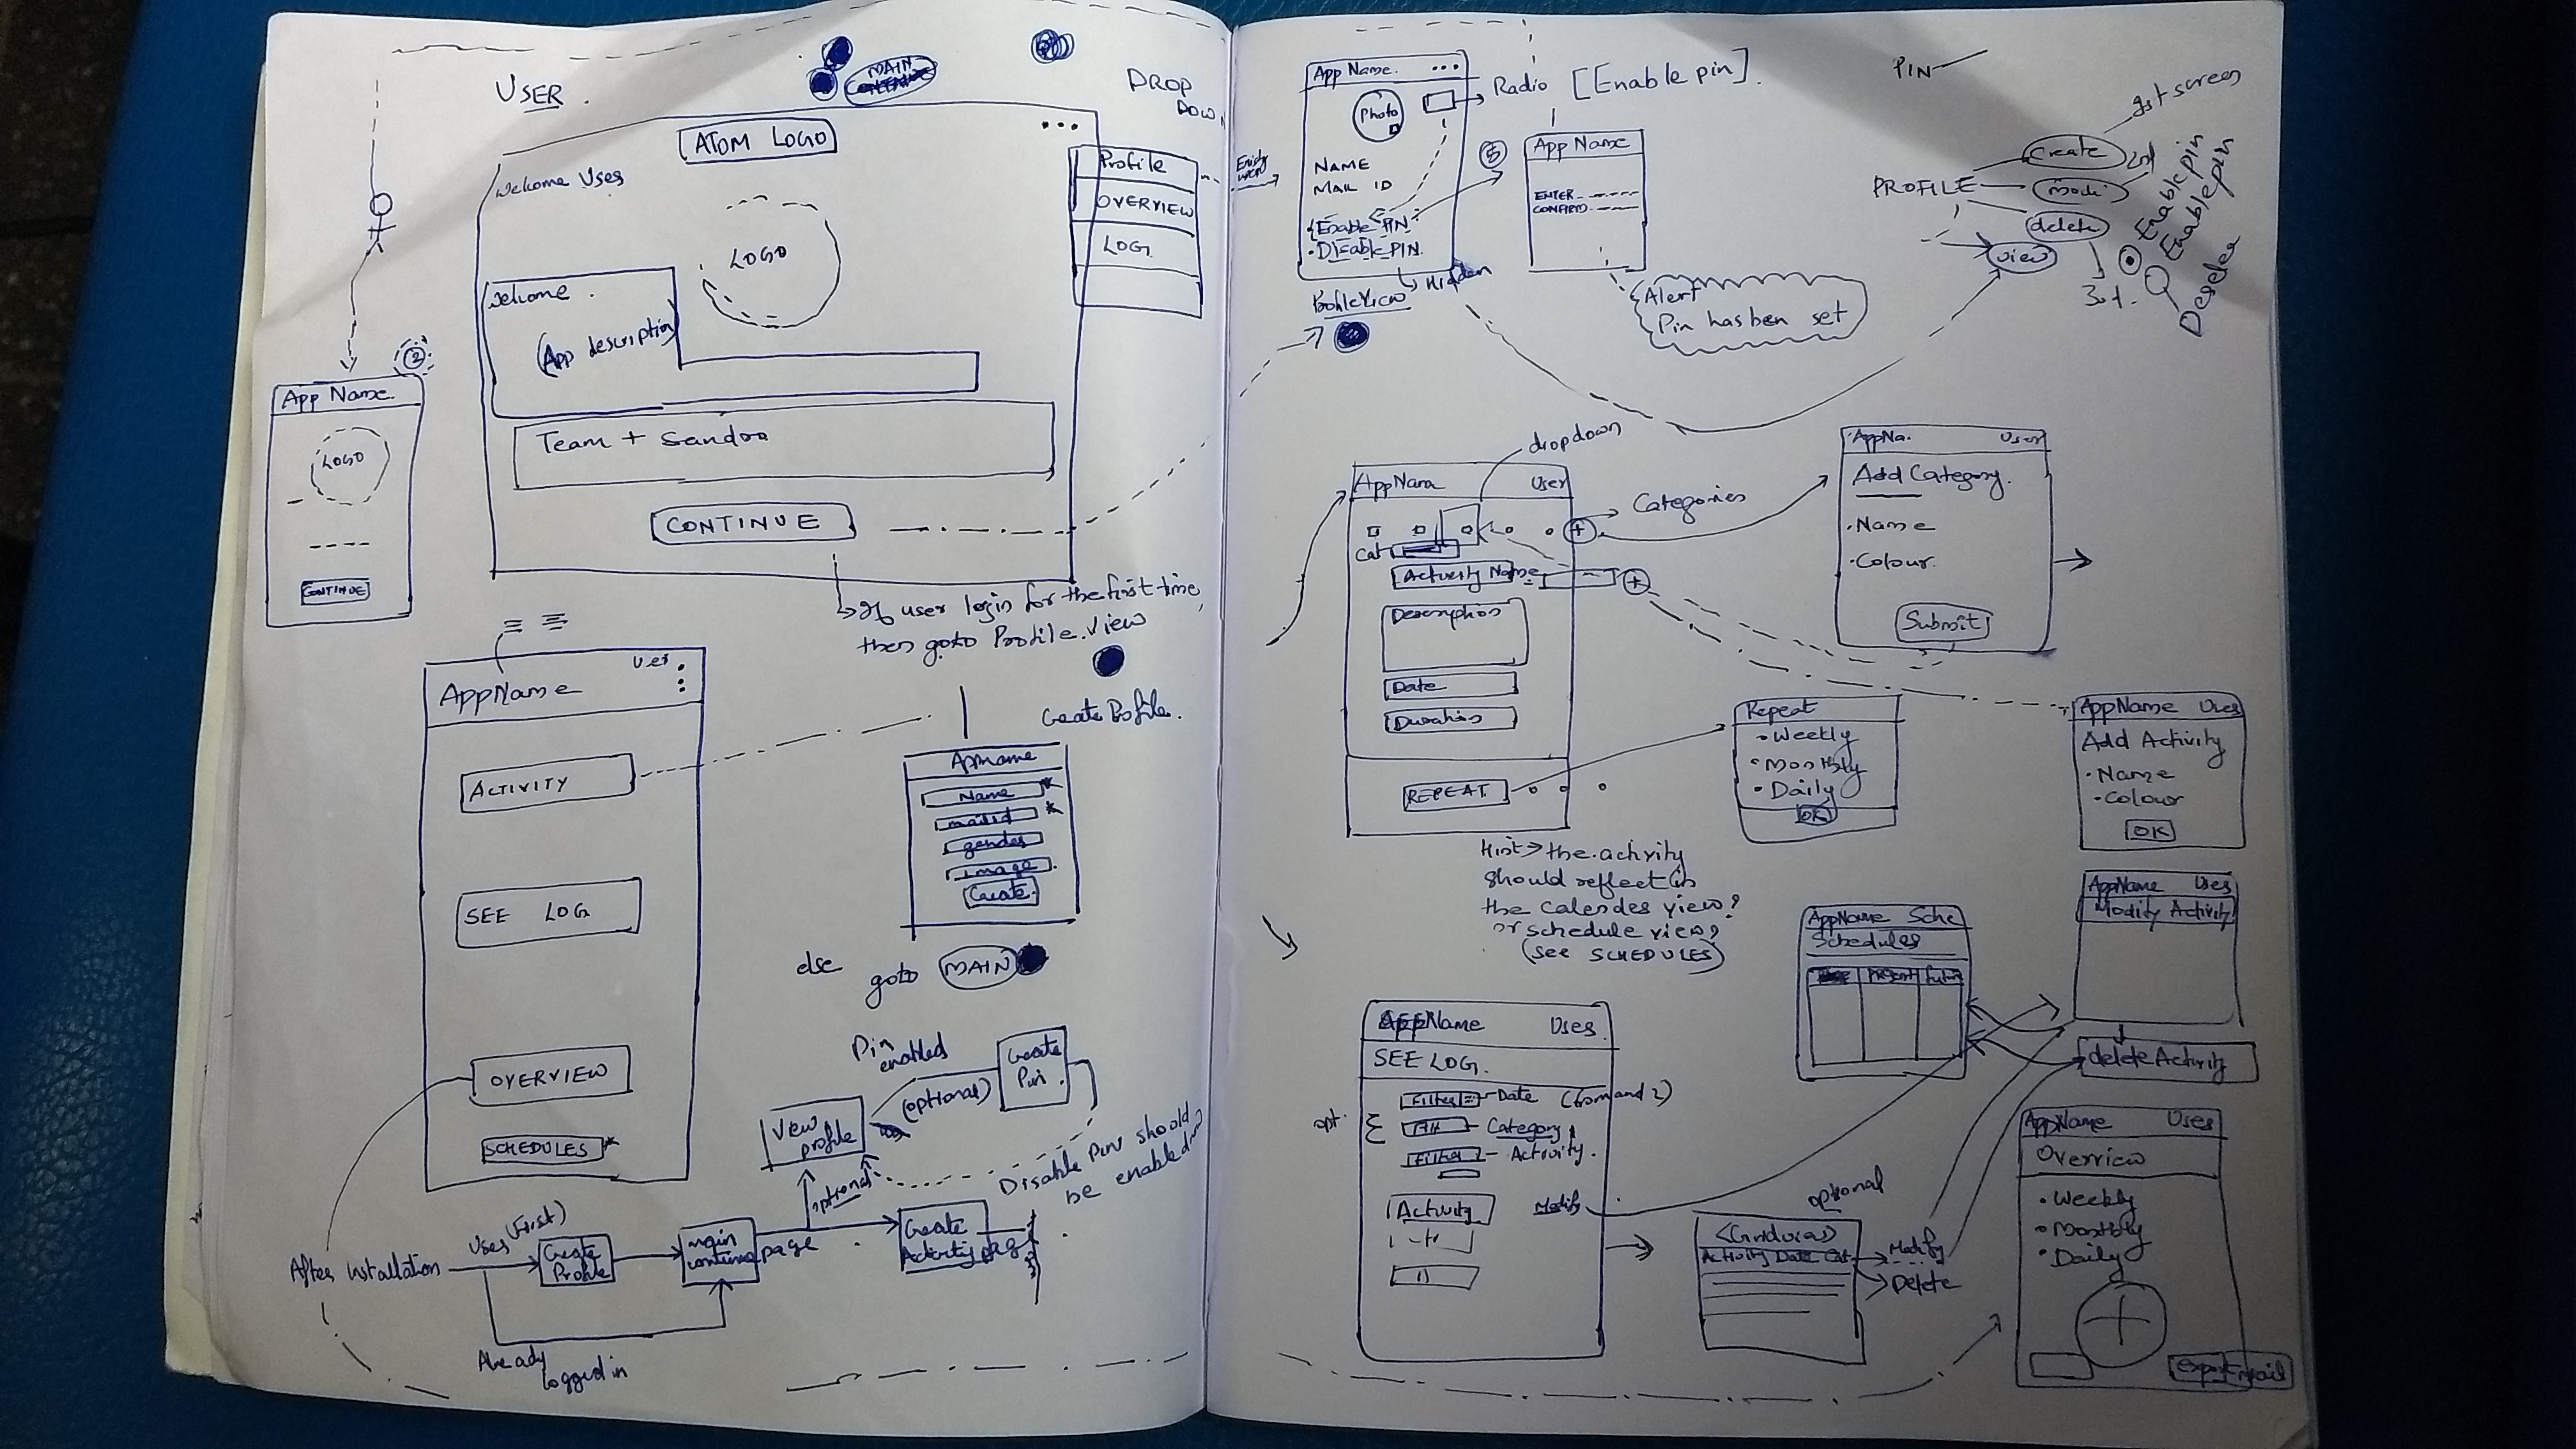 USER.
MAIN
DROP
DOWN
ATOM LOGO
Welcome User
LOGO
Welcome.
(App description)
Team + Sandra
CONTINUE
Profile
OVERVIEW
LOG
2
App Name.
LOGO
CONTINUE
If user login for the first time,
then goto Profile.View
User
AppName
ACTIVITY
SEE LOG
OVERVIEW
SCHEDULES*
Create Profile.
Appname
Name *
mailid *
gender
image
Create
else goto MAIN
Pin
enabled
(optional)
Create
Pin.
View
profile
optional
Disable Pin should
be enabled
After installation
User (First)
Create
Profile
main
continue page
Create
Activity page
Already
logged in
App Name. ...
Photo
Radio [Enable pin].
NAME
MAIL ID
•Enable PIN.
•Disable PIN.
Hidden
ProfileView
5
App Name
ENTER
CONFIRM
Alert
Pin has ben set
PIN
1st screen
PROFILE
Create
2nd
modi
delete
view
3rd.
Enable pin
Enable pin
AppName User
dropdown
+ Categories
Cat
Activity Name
+
Description
Date
Duration
REPEAT
AppNa. User
Add Category.
•Name
•Colour.
Submit
Repeat
•Weekly
•Monthly
•Daily
OK
AppName User
Add Activity
•Name
•Colour
OK
Hint → the activity
should reflect in
the calender view?
or schedule view?
(see SCHEDULES)
AppName User
Modify Activity
delete Activity
AppName Sche
Schedules
Present Future
AppName User
SEE LOG.
opt.
Filter - Date (from and 2)
Filt - Category
Filter - Activity.
Activity
Modify
optional
(Gridview)
Activity Date Cat
Modify
Delete
AppName User
Overview
•Weekly
•Monthly
•Daily
export Email